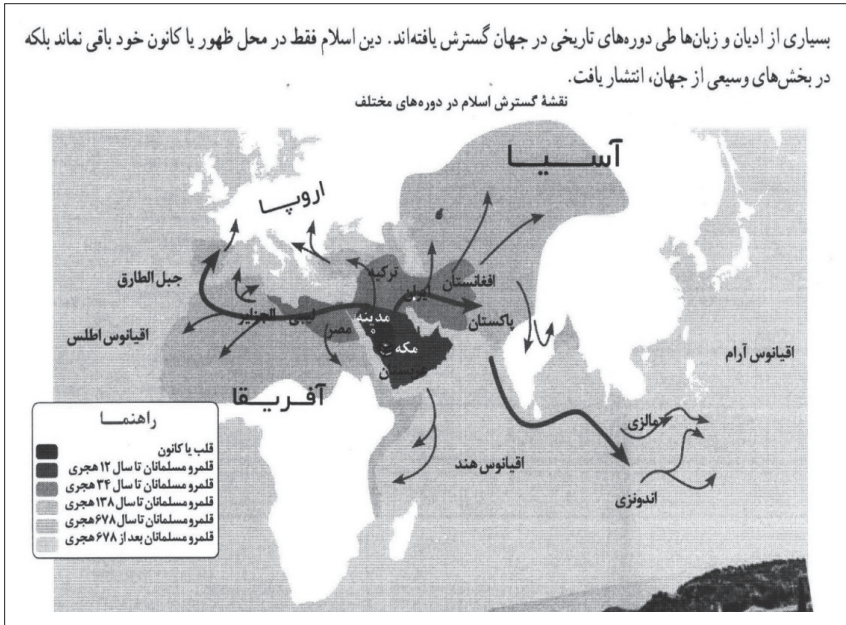 بسیاری از ادیان و زبان‌ها طی دوره‌های تاریخی در جهان گسترش یافته‌اند. دین اسلام فقط در محل ظهور یا کانون خود باقی نماند بلکه
در بخش‌های وسیعی از جهان، انتشار یافت.
نقشهٔ گسترش اسلام در دوره‌های مختلف
آسیا
اروپا
جبل الطارق
ترکیه
ایران
افغانستان
پاکستان
الجزایر
لیبی
مصر
مدینه
مکه
عربستان
اقیانوس اطلس
اقیانوس آرام
آفریقا
اقیانوس هند
مالزی
اندونزی
راهنما
قلب یا کانون
قلمرو مسلمانان تا سال ۱۲ هجری
قلمرو مسلمانان تا سال ۳۴ هجری
قلمرو مسلمانان تا سال ۱۳۸ هجری
قلمرو مسلمانان تا سال ۶۷۸ هجری
قلمرو مسلمانان بعد از ۶۷۸ هجری